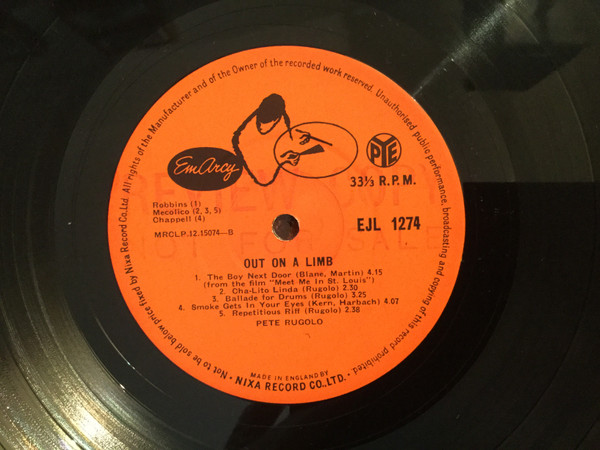 All rights of the Manufacturer and of the Owner of the recorded work reserved. Unauthorised public performance, broadcasting and copying of this record prohibited.
EmArcy
PYE
33⅓ R.P.M.
REVIEW COPY
Robbins (1)
Mecolico (2, 3, 5)
Chappell (4)
MRCLP.12.15074—B
EJL 1274
NOT FOR SALE
OUT ON A LIMB
1. The Boy Next Door (Blane, Martin) 4.15
(from the film "Meet Me In St. Louis")
2. Cha-Lito Linda (Rugolo) 2.30
3. Ballade for Drums (Rugolo) 3.25
4. Smoke Gets In Your Eyes (Kern, Harbach) 4.07
5. Repetitious Riff (Rugolo) 2.38
PETE RUGOLO
MADE IN ENGLAND BY
• NIXA RECORD CO., LTD. •
Not to be sold below price fixed by Nixa Record Co., Ltd.